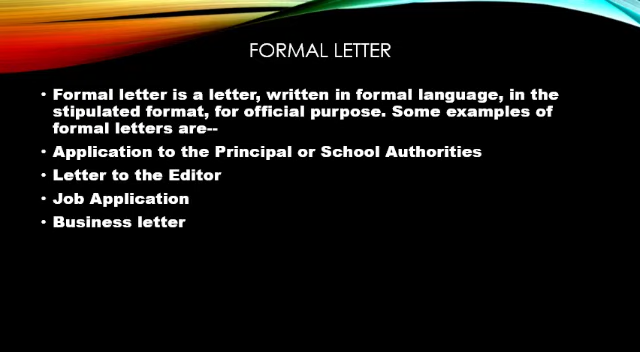 FORMAL LETTER
• Formal letter is a letter, written in formal language, in the
stipulated format, for official purpose. Some examples of
formal letters are--
• Application to the Principal or School Authorities
• Letter to the Editor
• Job Application
• Business letter